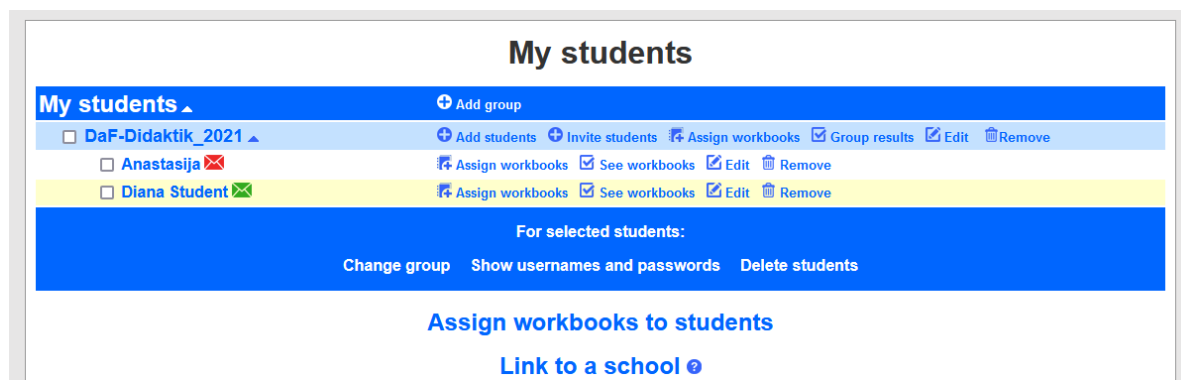 My students
My students Add group
DaF-Didaktik_2021 Add students Invite students Assign workbooks Group results Edit Remove
Anastasija Assign workbooks See workbooks Edit Remove
Diana Student Assign workbooks See workbooks Edit Remove
For selected students:
Change group Show usernames and passwords Delete students
Assign workbooks to students
Link to a school ?